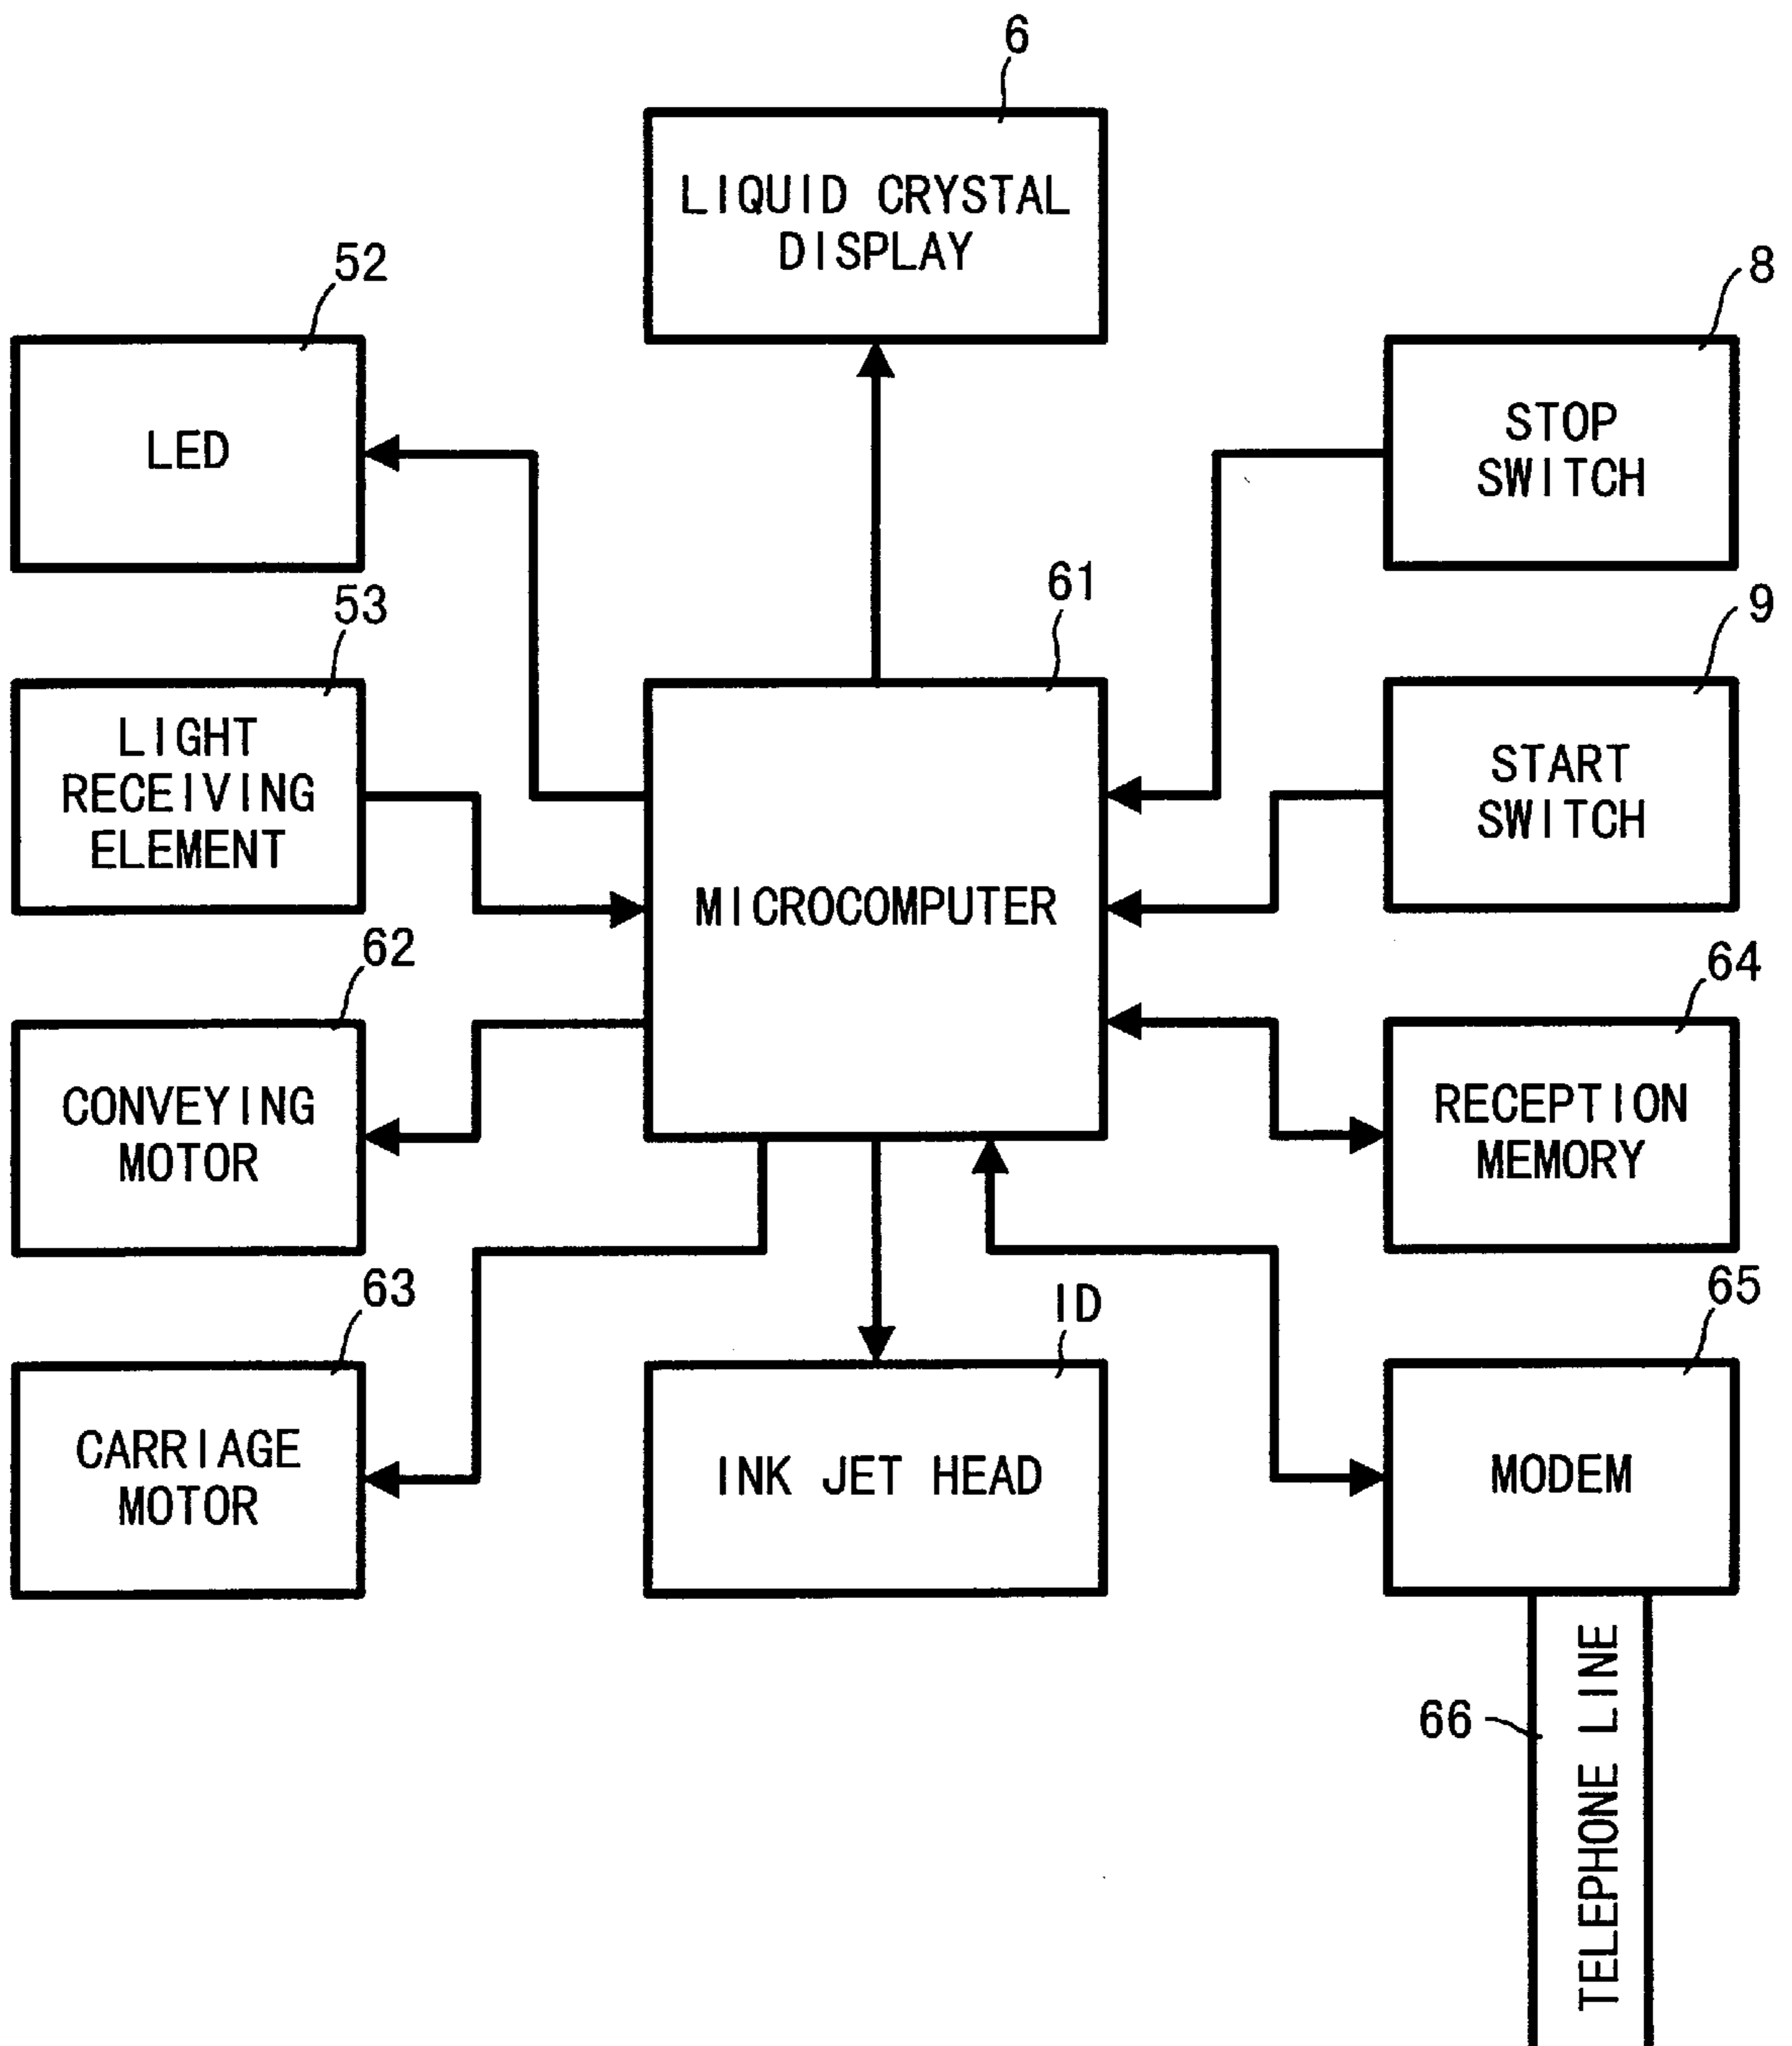 6
LIQUID CRYSTAL
DISPLAY
52
LED
8
STOP
SWITCH
53
LIGHT
RECEIVING
ELEMENT
61
MICROCOMPUTER
9
START
SWITCH
62
CONVEYING
MOTOR
64
RECEPTION
MEMORY
63
CARRIAGE
MOTOR
ID
INK JET HEAD
65
MODEM
66
TELEPHONE LINE